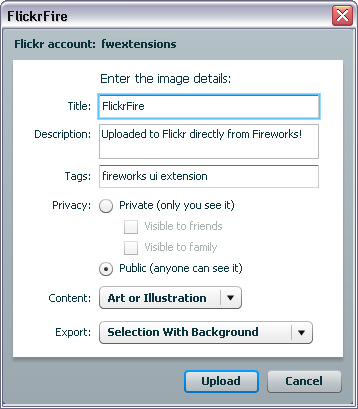 FlickrFire
Flickr account: fwextensions
Enter the image details:
Title: FlickrFire
Description: Uploaded to Flickr directly from Fireworks!
Tags: fireworks ui extension
Privacy: Private (only you see it)
Visible to friends
Visible to family
Public (anyone can see it)
Content: Art or Illustration
Export: Selection With Background
Upload Cancel